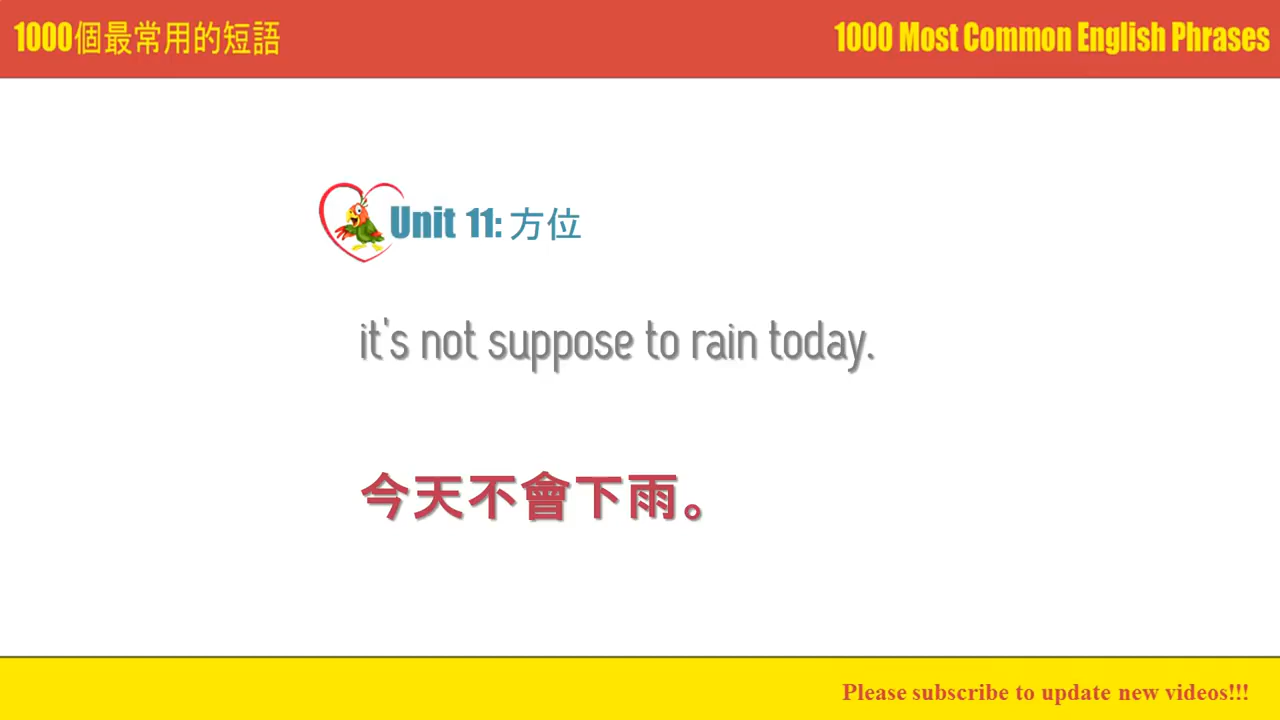 1000個最常用的短語
1000 Most Common English Phrases
Unit 11: 方位
it's not suppose to rain today.
今天不會下雨。
Please subscribe to update new videos!!!